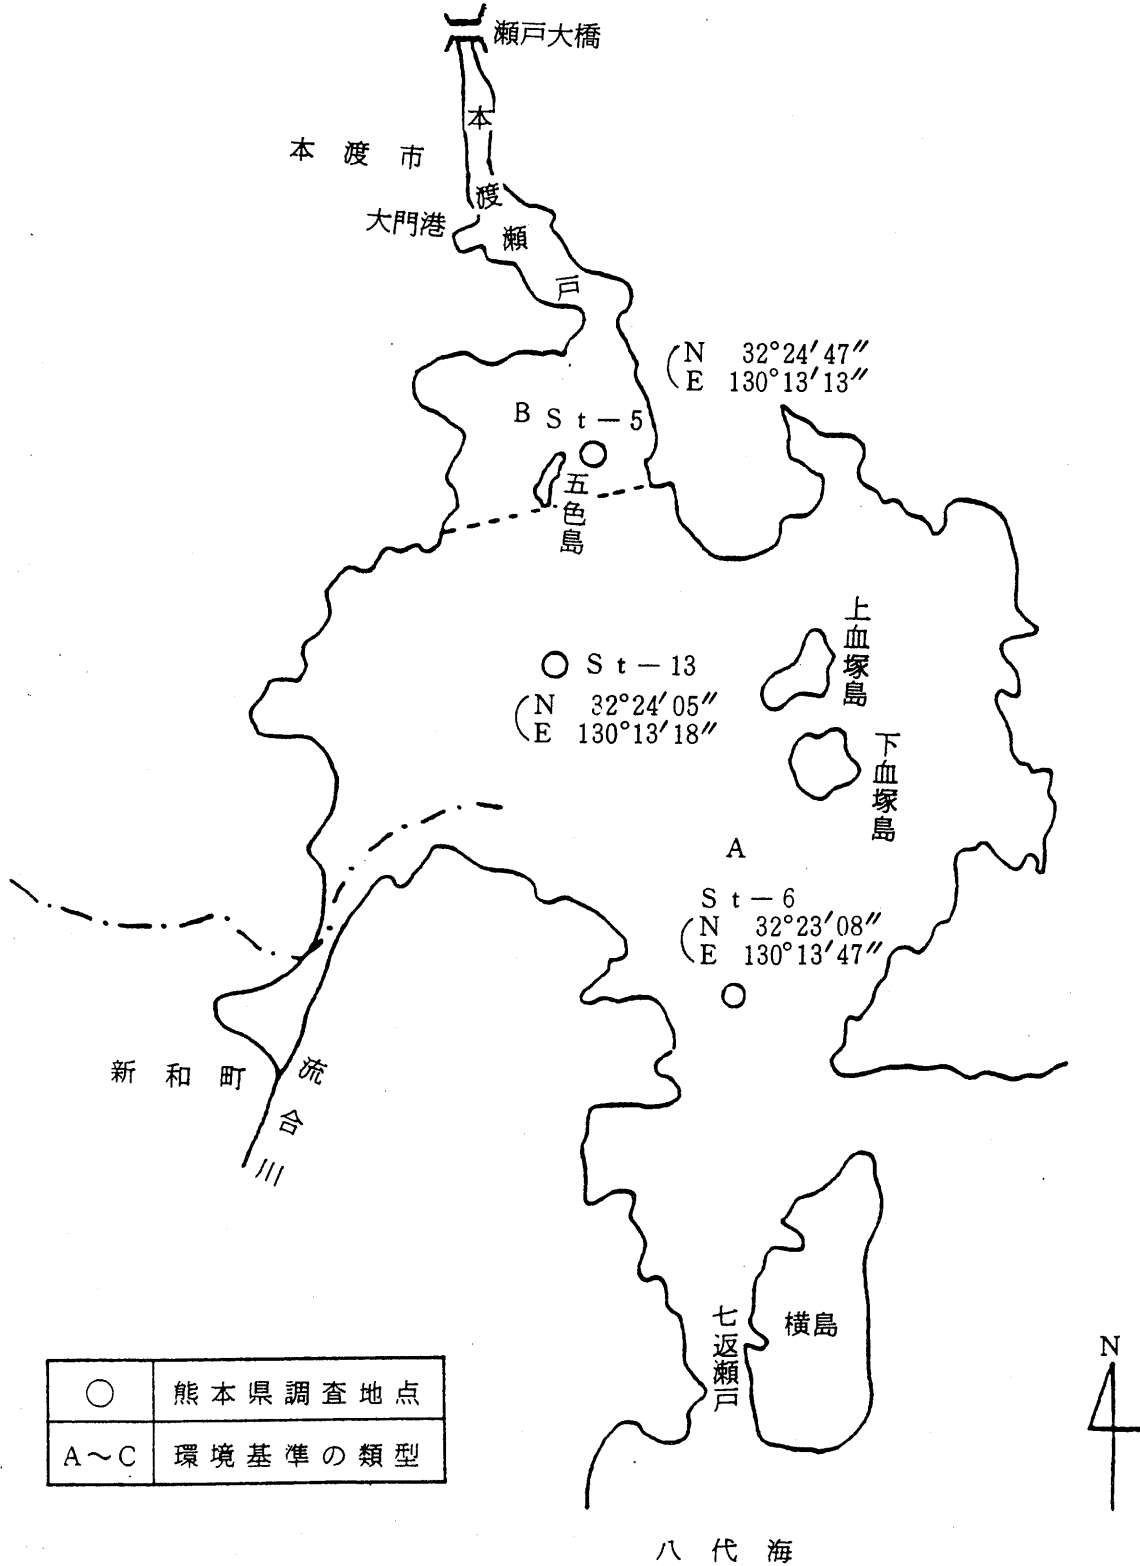 瀬戸大橋
本渡瀬戸
本渡市
大門港
N 32°24′47″
E 130°13′13″
B St−5
五色島
上血塚島
St−13
N 32°24′05″
E 130°13′18″
下血塚島
A
St−6
N 32°23′08″
E 130°13′47″
新和町
流合川
七返瀬戸
横島
N
○ 熊本県調査地点
A〜C 環境基準の類型
八代海